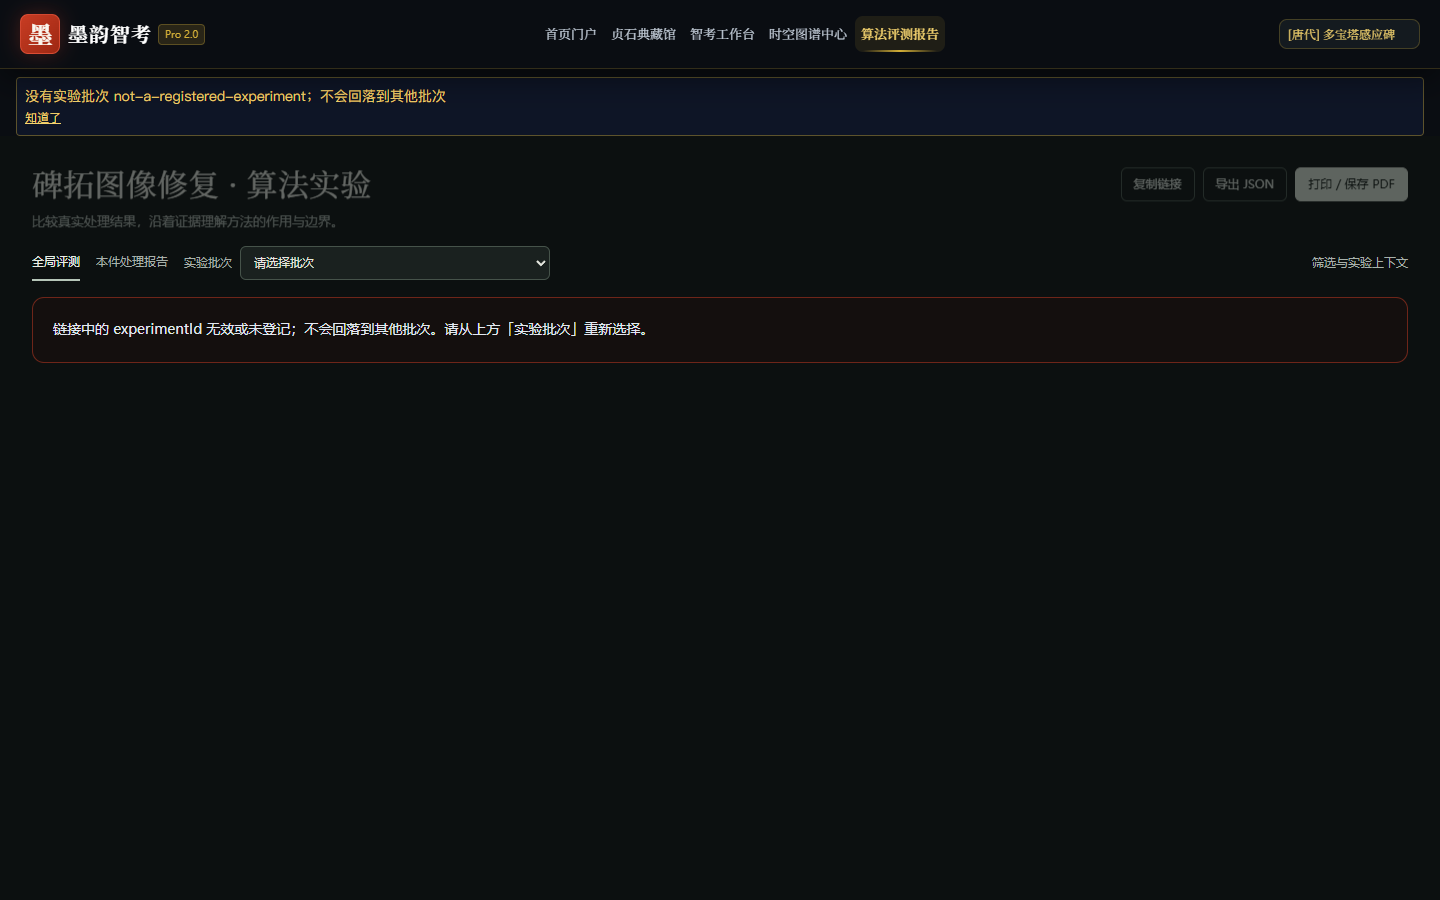 墨 墨韵智考 Pro 2.0 首页门户 贞石典藏馆 智考工作台 时空图谱中心 算法评测报告 [唐代] 多宝塔感应碑
没有实验批次 not-a-registered-experiment；不会回落到其他批次
知道了
碑拓图像修复 · 算法实验 复制链接 导出 JSON 打印 / 保存 PDF
比较真实处理结果，沿着证据理解方法的作用与边界。
全局评测 本件处理报告 实验批次 请选择批次 筛选与实验上下文
链接中的 experimentId 无效或未登记；不会回落到其他批次。请从上方「实验批次」重新选择。